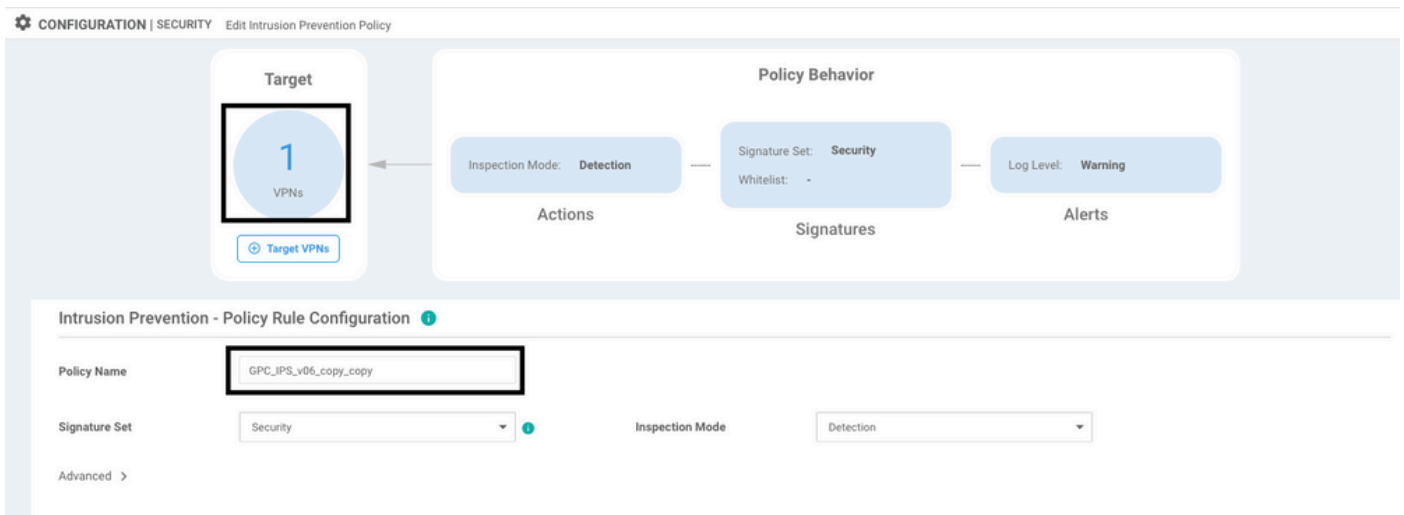 CONFIGURATION | SECURITY Edit Intrusion Prevention Policy
Target
Policy Behavior
1
VPNs
Target VPNs
Inspection Mode: Detection
Actions
Signature Set: Security
Whitelist: -
Signatures
Log Level: Warning
Alerts
Intrusion Prevention - Policy Rule Configuration
Policy Name GPC_IPS_v06_copy_copy
Signature Set Security Inspection Mode Detection
Advanced >